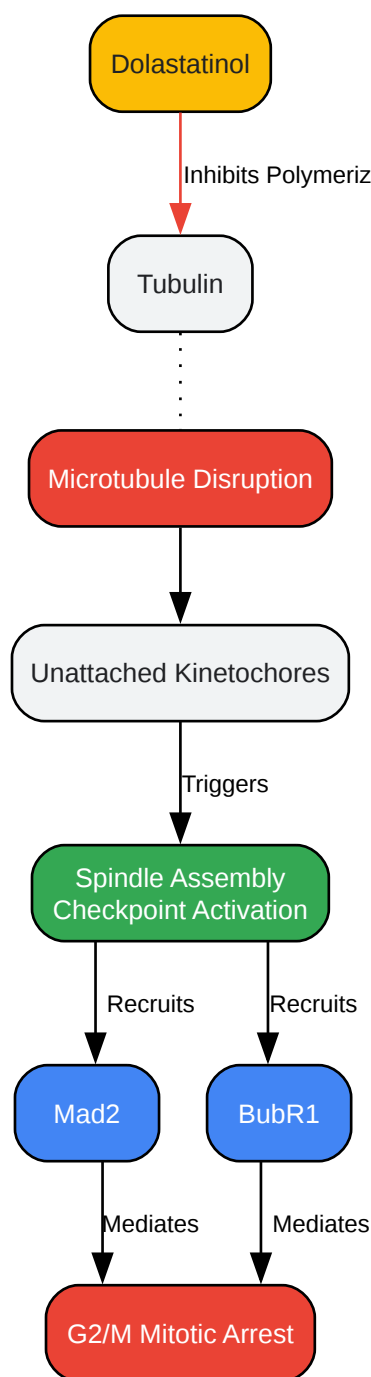 Dolastatinol
Inhibits Polymeriz
Tubulin
Microtubule Disruption
Unattached Kinetochores
Triggers
Spindle Assembly
Checkpoint Activation
Recruits
Recruits
Mad2
BubR1
Mediates
Mediates
G2/M Mitotic Arrest